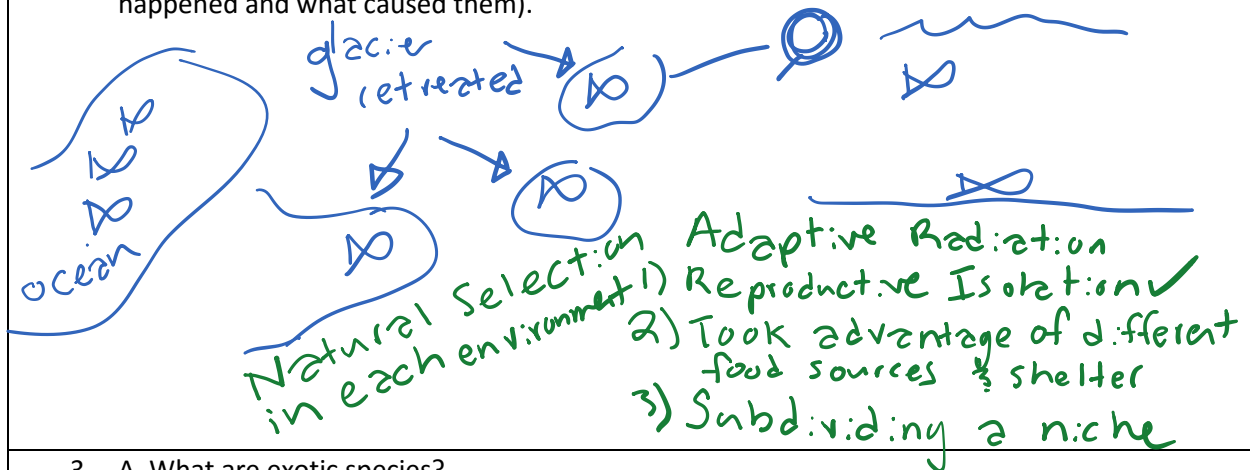 happened and what caused them).
glacier
retreated
ocean
Natural Selection
in each environment
Adaptive Radiation
1) Reproductive Isolation ✓
2) Took advantage of different
food sources & shelter
3) Subdividing a niche
3. A. What are exotic species?